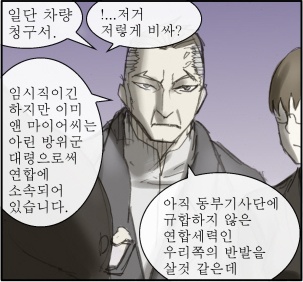 일단 차량
청구서.
!...저거
저렇게 비싸?
임시직이긴
하지만 이미
앤 마이어씨는
아린 방위군
대령으로써
연합에
소속되어
있습니다.
아직 동부기사단에
규합하지 않은
연합세력인
우리쪽의 반발을
살것 같은데